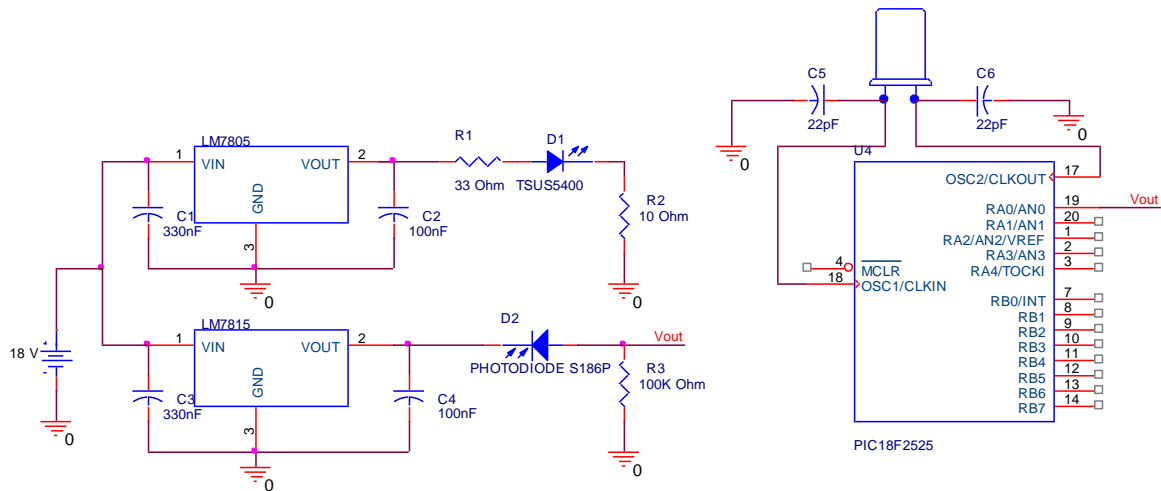 LM7805
1
VIN
VOUT
2
GND
3
C1
330nF
C2
100nF
R1
33 Ohm
D1
TSUS5400
R2
10 Ohm
0
0
18 V
0
LM7815
1
VIN
VOUT
2
GND
3
C3
330nF
C4
100nF
D2
PHOTODIODE S186P
Vout
R3
100K Ohm
0
0
C5
22pF
0
C6
22pF
0
U4
OSC2/CLKOUT
17
RA0/AN0
19
Vout
RA1/AN1
20
RA2/AN2/VREF
1
RA3/AN3
2
RA4/TOCKI
3
4
MCLR
18
OSC1/CLKIN
RB0/INT
7
RB1
8
RB2
9
RB3
10
RB4
11
RB5
12
RB6
13
RB7
14
PIC18F2525